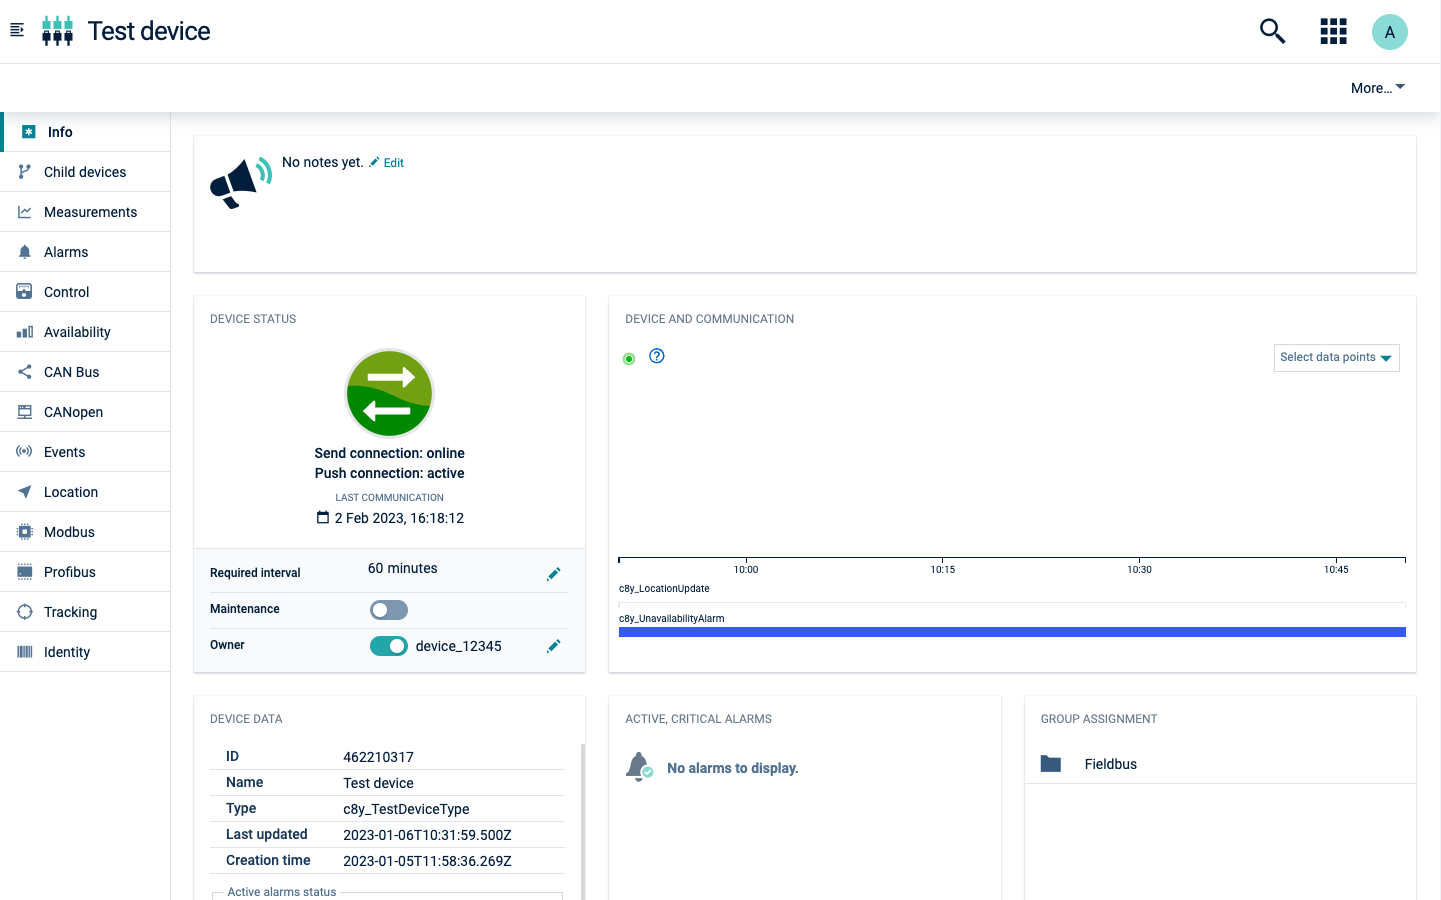 Test device
A
More...
Info
Child devices
Measurements
Alarms
Control
Availability
CAN Bus
CANopen
Events
Location
Modbus
Profibus
Tracking
Identity
No notes yet. Edit
DEVICE STATUS
Send connection: online
Push connection: active
LAST COMMUNICATION
2 Feb 2023, 16:18:12
Required interval 60 minutes
Maintenance
Owner device_12345
DEVICE AND COMMUNICATION
?
Select data points
10:00 10:15 10:30 10:45
c8y_LocationUpdate
c8y_UnavailabilityAlarm
DEVICE DATA
ID 462210317
Name Test device
Type c8y_TestDeviceType
Last updated 2023-01-06T10:31:59.500Z
Creation time 2023-01-05T11:58:36.269Z
Active alarms status
ACTIVE, CRITICAL ALARMS
No alarms to display.
GROUP ASSIGNMENT
Fieldbus